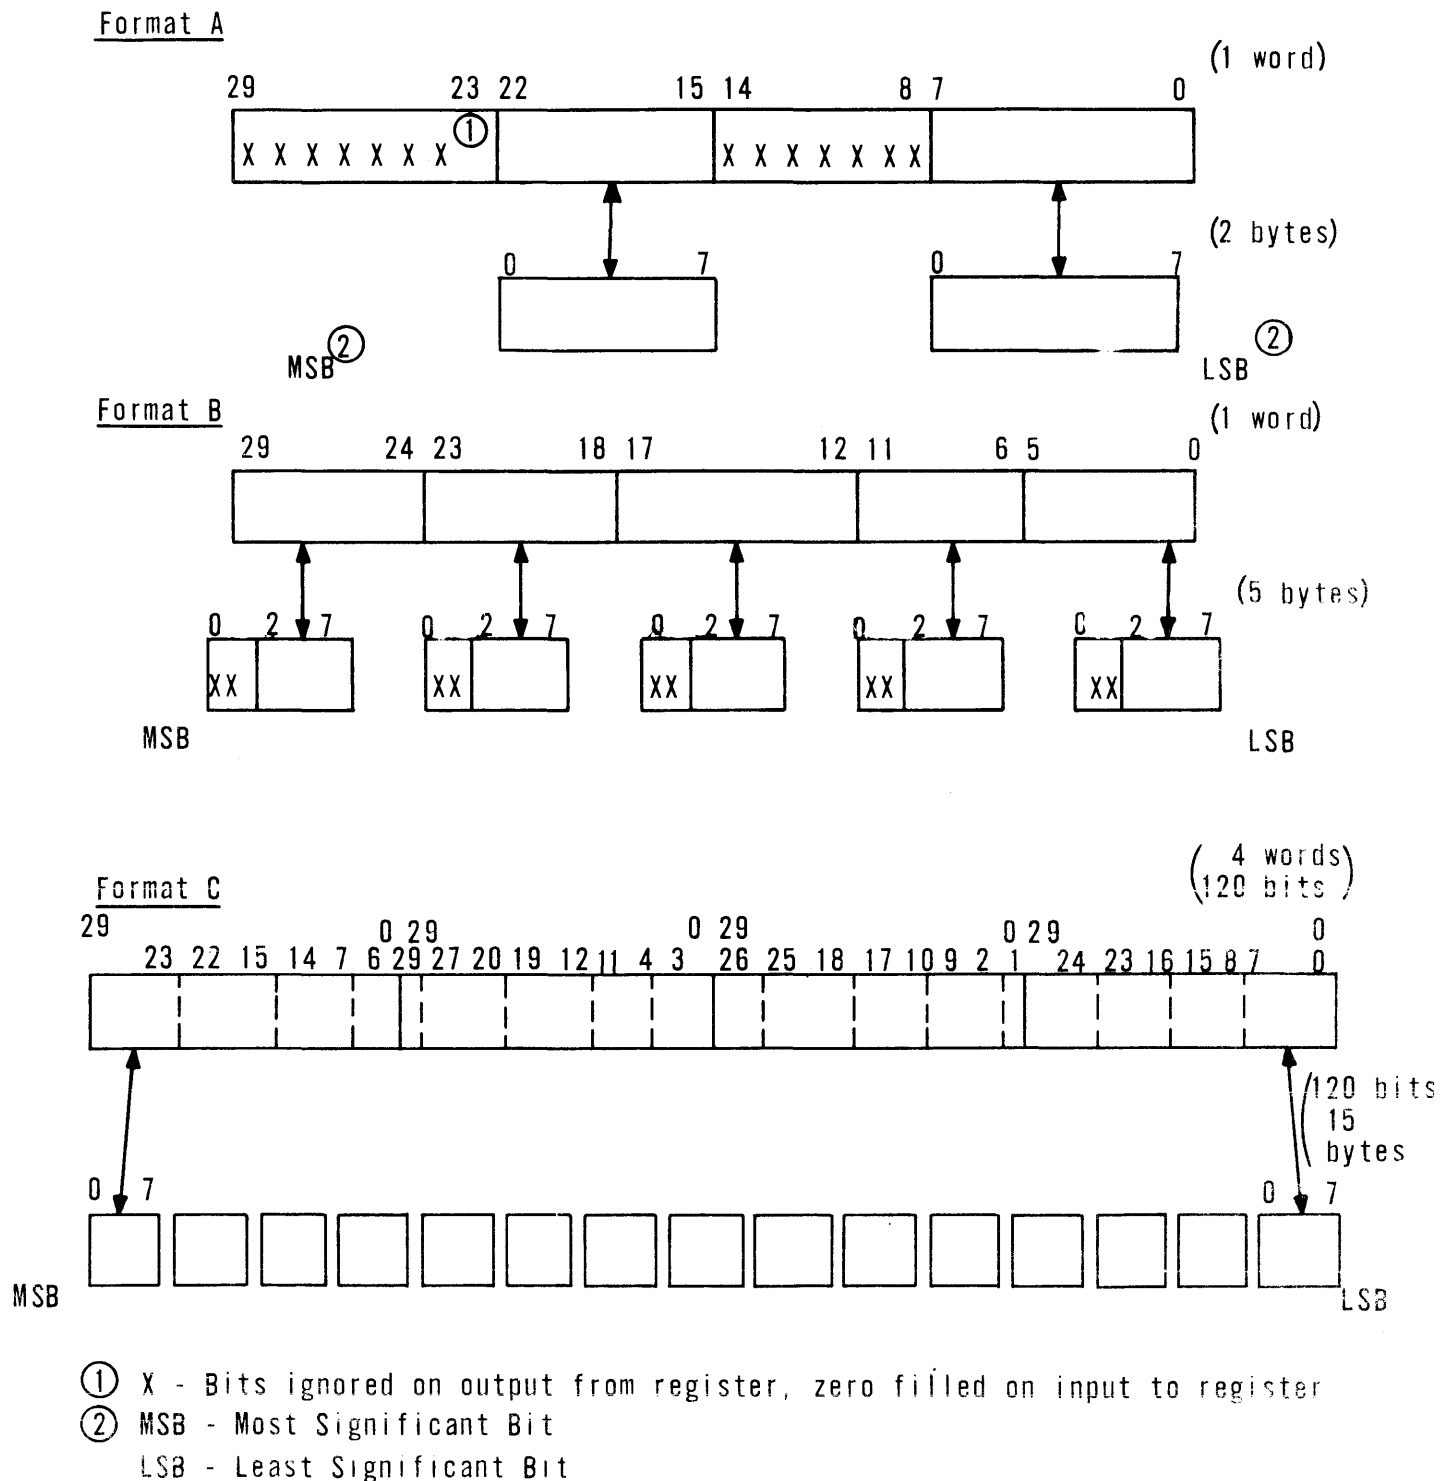 Format A
(1 word)
29 23 22 15 14 8 7 0
X X X X X X X ① X X X X X X X
(2 bytes)
0 7 0 7
MSB ② LSB ②
Format B
(1 word)
29 24 23 18 17 12 11 6 5 0
(5 bytes)
0 2 7 0 2 7 0 2 7 0 2 7 0 2 7
XX XX XX XX XX
MSB LSB
( 4 words
120 bits )
Format C
29 0 29 0 29 0 29 0
23 22 15 14 7 6 29 27 20 19 12 11 4 3 26 25 18 17 10 9 2 1 24 23 16 15 8 7 0
(120 bits
15
bytes
0 7 0 7
MSB LSB
① X - Bits ignored on output from register, zero filled on input to register
② MSB - Most Significant Bit
LSB - Least Significant Bit